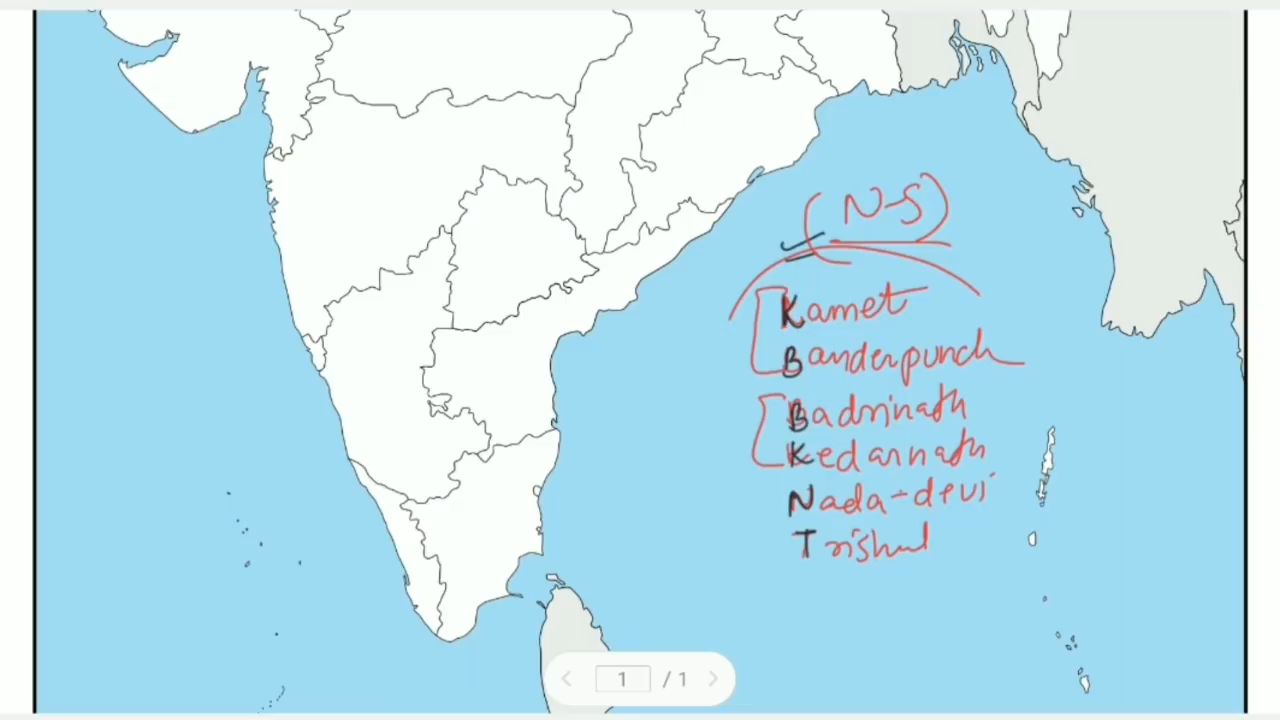 (N-S)
Kamet
Banderpunch
Badrinath
Kedarnath
Nada-devi
Trishul
1 / 1